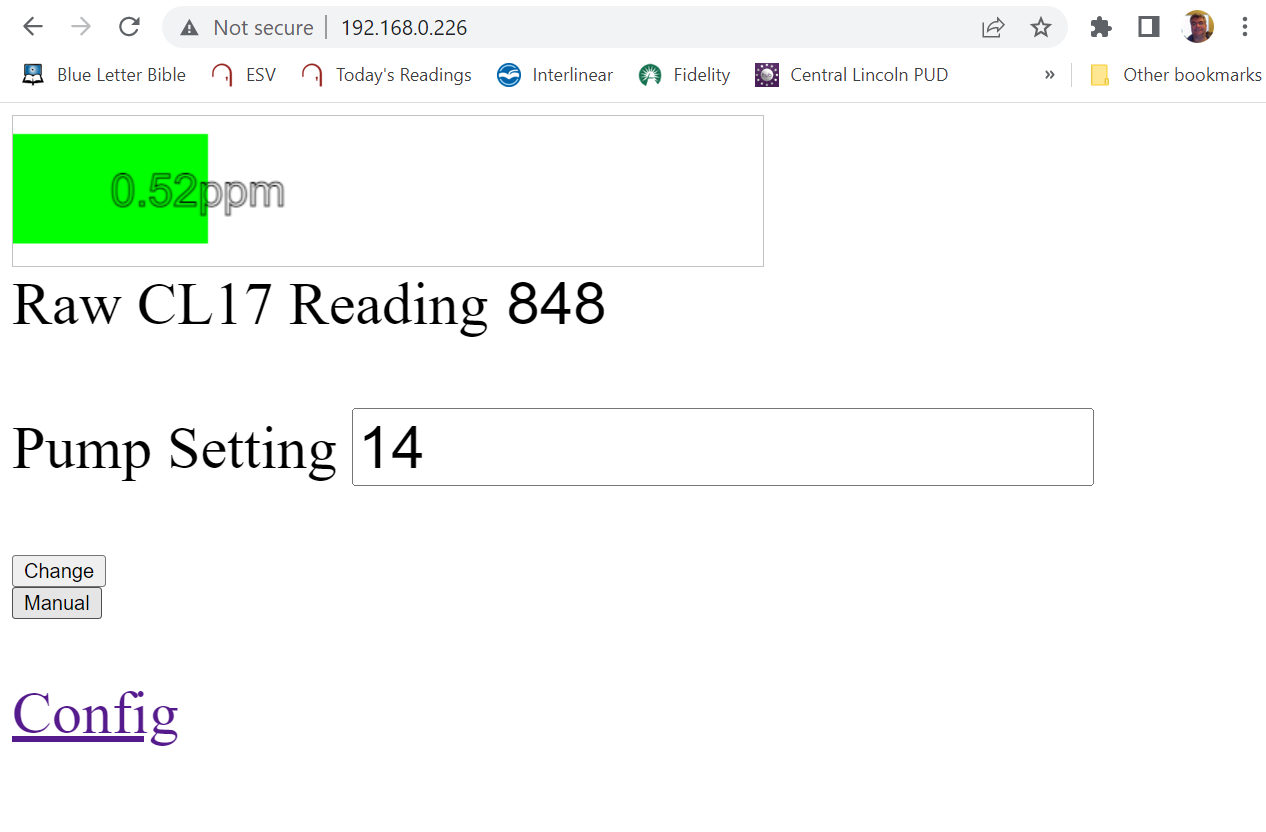 Not secure 192.168.0.226
Blue Letter Bible ESV Today's Readings Interlinear Fidelity Central Lincoln PUD » Other bookmarks
0.52ppm
Raw CL17 Reading 848
Pump Setting 14
Change
Manual
Config